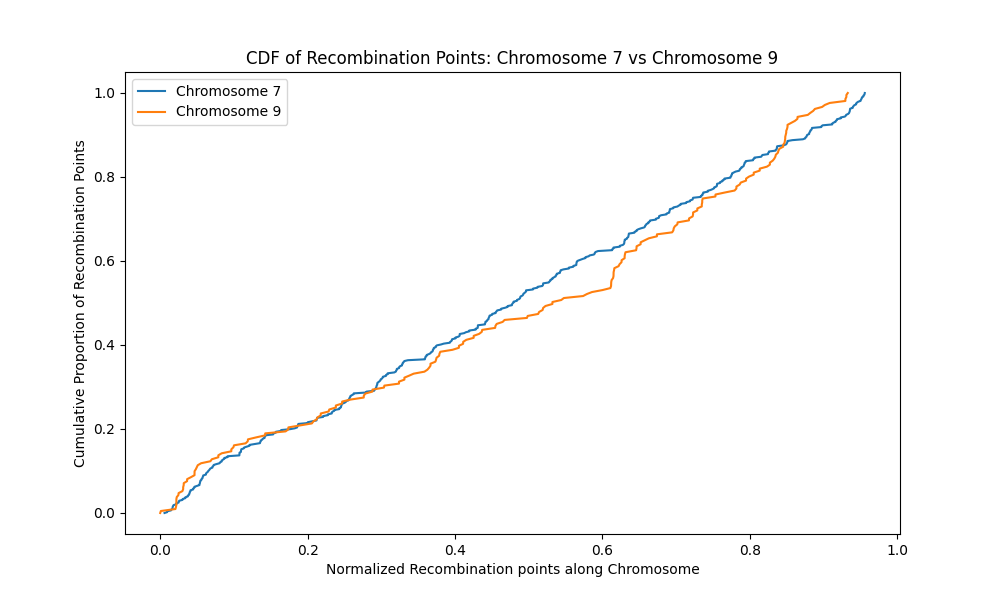 CDF of Recombination Points: Chromosome 7 vs Chromosome 9
Chromosome 7
Chromosome 9
Cumulative Proportion of Recombination Points
1.0
0.8
0.6
0.4
0.2
0.0
0.0 0.2 0.4 0.6 0.8 1.0
Normalized Recombination points along Chromosome